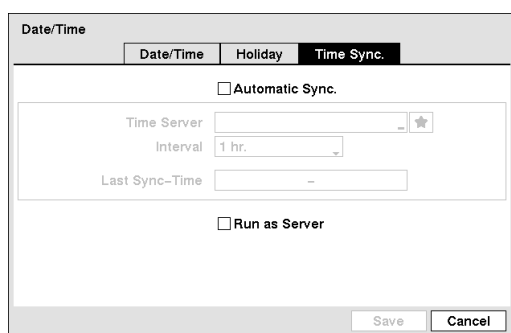 Date/Time
Date/Time Holiday Time Sync.
Automatic Sync.
Time Server
Interval 1 hr.
Last Sync-Time –
Run as Server
Save Cancel